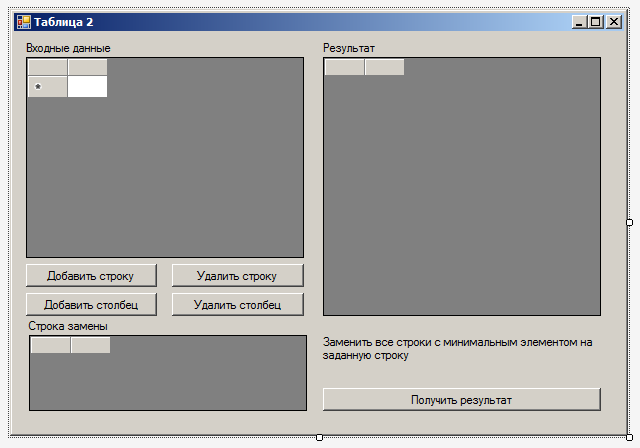 Таблица 2
Входные данные
Результат
*
Добавить строку
Удалить строку
Добавить столбец
Удалить столбец
Строка замены
Заменить все строки с минимальным элементом на
заданную строку
Получить результат